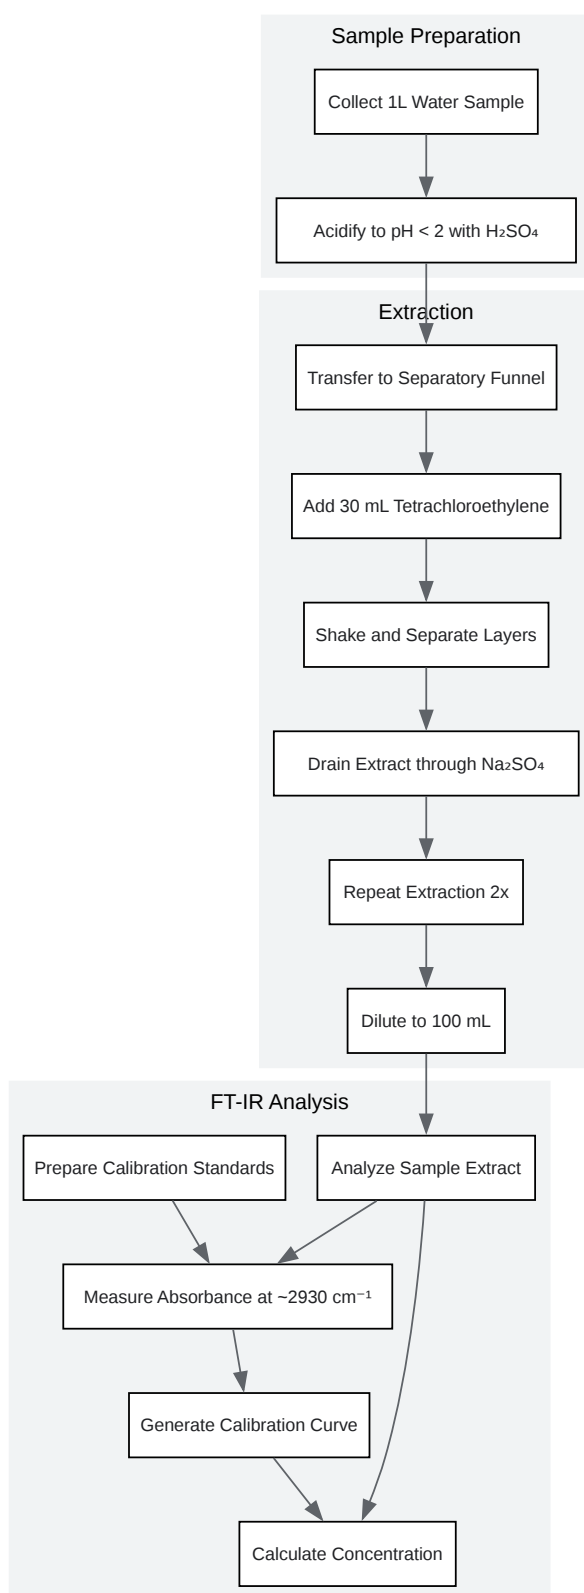 Sample Preparation
Collect 1L Water Sample
Acidify to pH < 2 with H₂SO₄
Extraction
Transfer to Separatory Funnel
Add 30 mL Tetrachloroethylene
Shake and Separate Layers
Drain Extract through Na₂SO₄
Repeat Extraction 2x
Dilute to 100 mL
FT-IR Analysis
Prepare Calibration Standards
Analyze Sample Extract
Measure Absorbance at ~2930 cm⁻¹
Generate Calibration Curve
Calculate Concentration